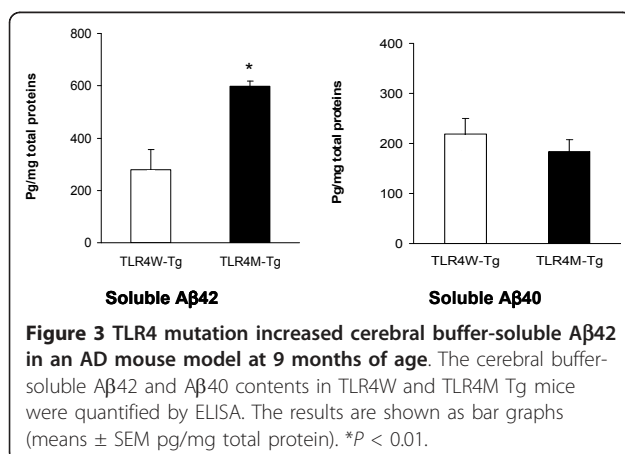 800
600
400
200
0
Pg/mg total proteins
*
TLR4W-Tg TLR4M-Tg
Soluble Aβ42
400
300
200
100
0
Pg/mg total proteins
TLR4W-Tg TLR4M-Tg
Soluble Aβ40
Figure 3 TLR4 mutation increased cerebral buffer-soluble Aβ42
in an AD mouse model at 9 months of age. The cerebral buffer-
soluble Aβ42 and Aβ40 contents in TLR4W and TLR4M Tg mice
were quantified by ELISA. The results are shown as bar graphs
(means ± SEM pg/mg total protein). *P < 0.01.